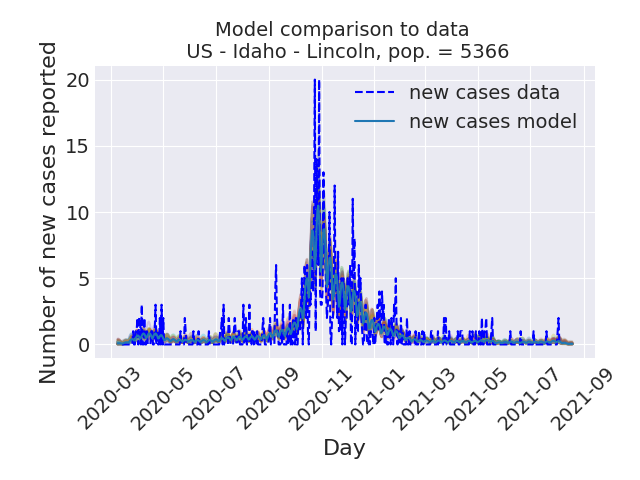 Model comparison to data
US - Idaho - Lincoln, pop. = 5366
new cases data
new cases model
Number of new cases reported
20
15
10
5
0
2020-03
2020-05
2020-07
2020-09
2020-11
2021-01
2021-03
2021-05
2021-07
2021-09
Day